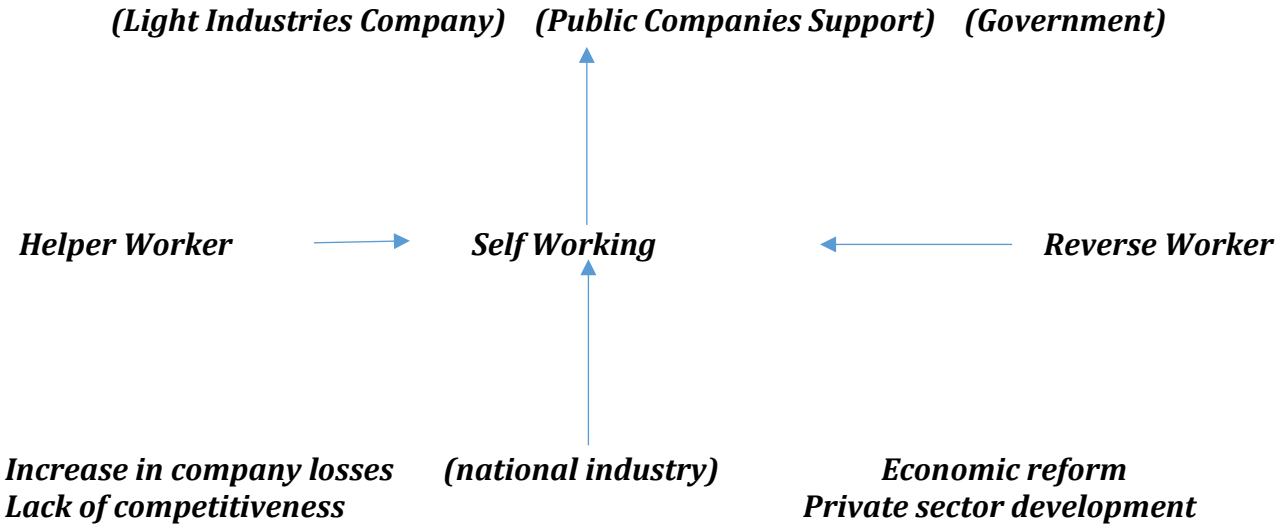 (Light Industries Company) (Public Companies Support) (Government)
Helper Worker Self Working Reverse Worker
Increase in company losses (national industry) Economic reform
Lack of competitiveness Private sector development